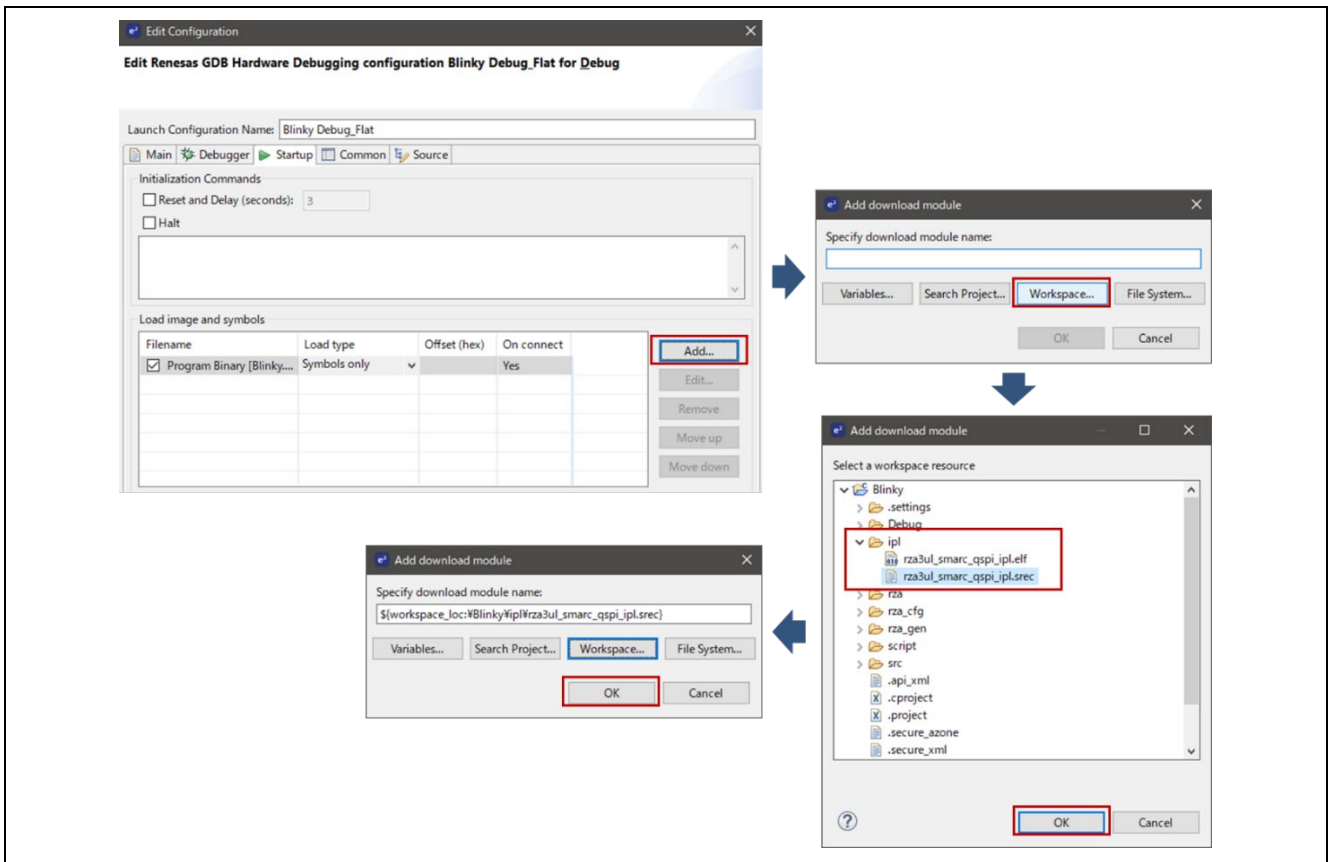 e² Edit Configuration
Edit Renesas GDB Hardware Debugging configuration Blinky Debug_Flat for Debug
Launch Configuration Name: Blinky Debug_Flat
Main Debugger Startup Common Source
Initialization Commands
Reset and Delay (seconds): 3
Halt
Load image and symbols
Filename Load type Offset (hex) On connect
Program Binary [Blinky.... Symbols only Yes
Add...
Edit...
Remove
Move up
Move down
e² Add download module
Specify download module name:
Variables... Search Project... Workspace... File System...
OK Cancel
e² Add download module
Select a workspace resource
Blinky
.settings
Debug
ipl
rza3ul_smarc_qspi_ipl.elf
rza3ul_smarc_qspi_ipl.srec
rza
rza_cfg
rza_gen
script
src
.api_xml
.cproject
.project
.secure_azone
.secure_xml
OK Cancel
e² Add download module
Specify download module name:
${workspace_loc:¥Blinky¥ipl¥rza3ul_smarc_qspi_ipl.srec}
Variables... Search Project... Workspace... File System...
OK Cancel